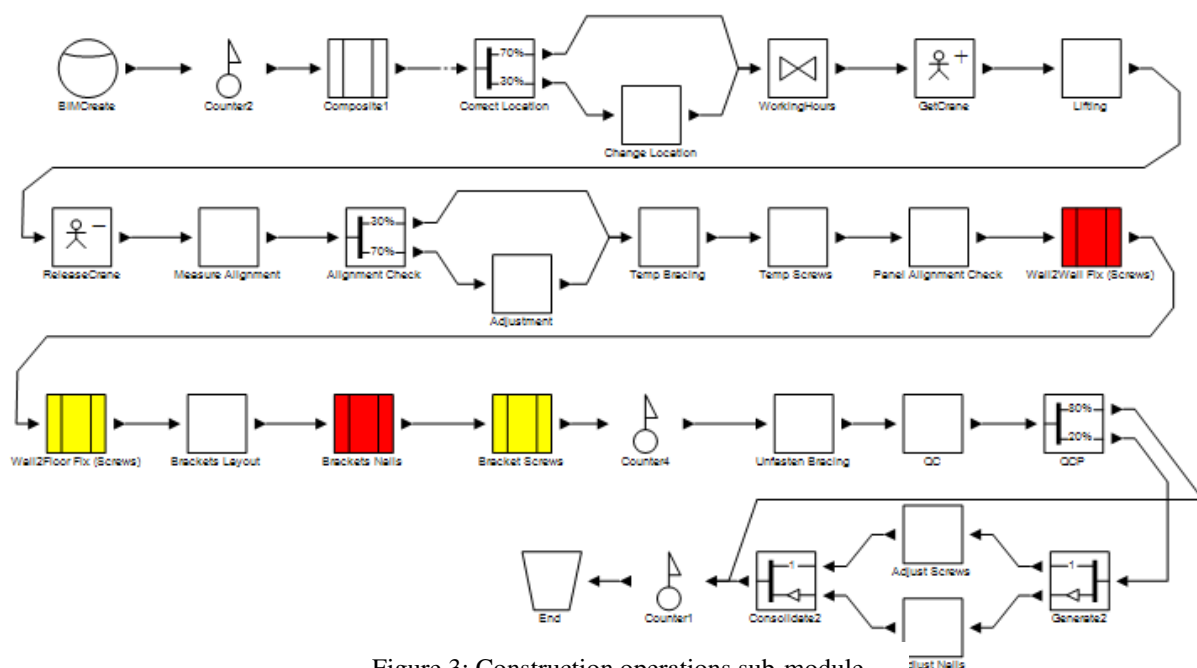 70%
30%
BIMCreate
Counter2
Composite1
Correct Location
WorkingHours
GetCrane
Lifting
Change Location
30%
70%
ReleaseCrane
Measure Alignment
Alignment Check
Temp Bracing
Temp Screws
Panel Alignment Check
Wall2Wall Fix (Screws)
Adjustment
80%
20%
Wall2Floor Fix (Screws)
Brackets Layout
Brackets Nails
Bracket Screws
Counter4
Unfasten Bracing
QC
QCP
1
Adjust Screws
1
End
Counter1
Consolidate2
Generate2
djust Nails
Figure 3: Construction operations sub-module